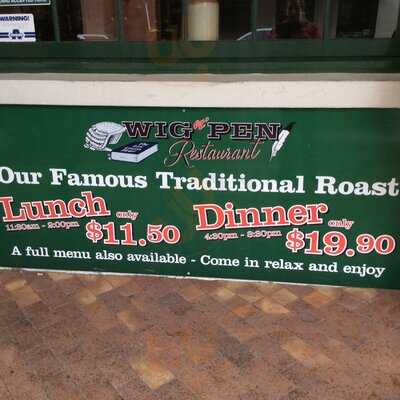 WARNING!
WIG n' PEN
Restaurant
Our Famous Traditional Roast
Lunch only $11.50
11:30am - 2:00pm
Dinner only $19.90
4:30pm - 8:30pm
A full menu also available - Come in relax and enjoy